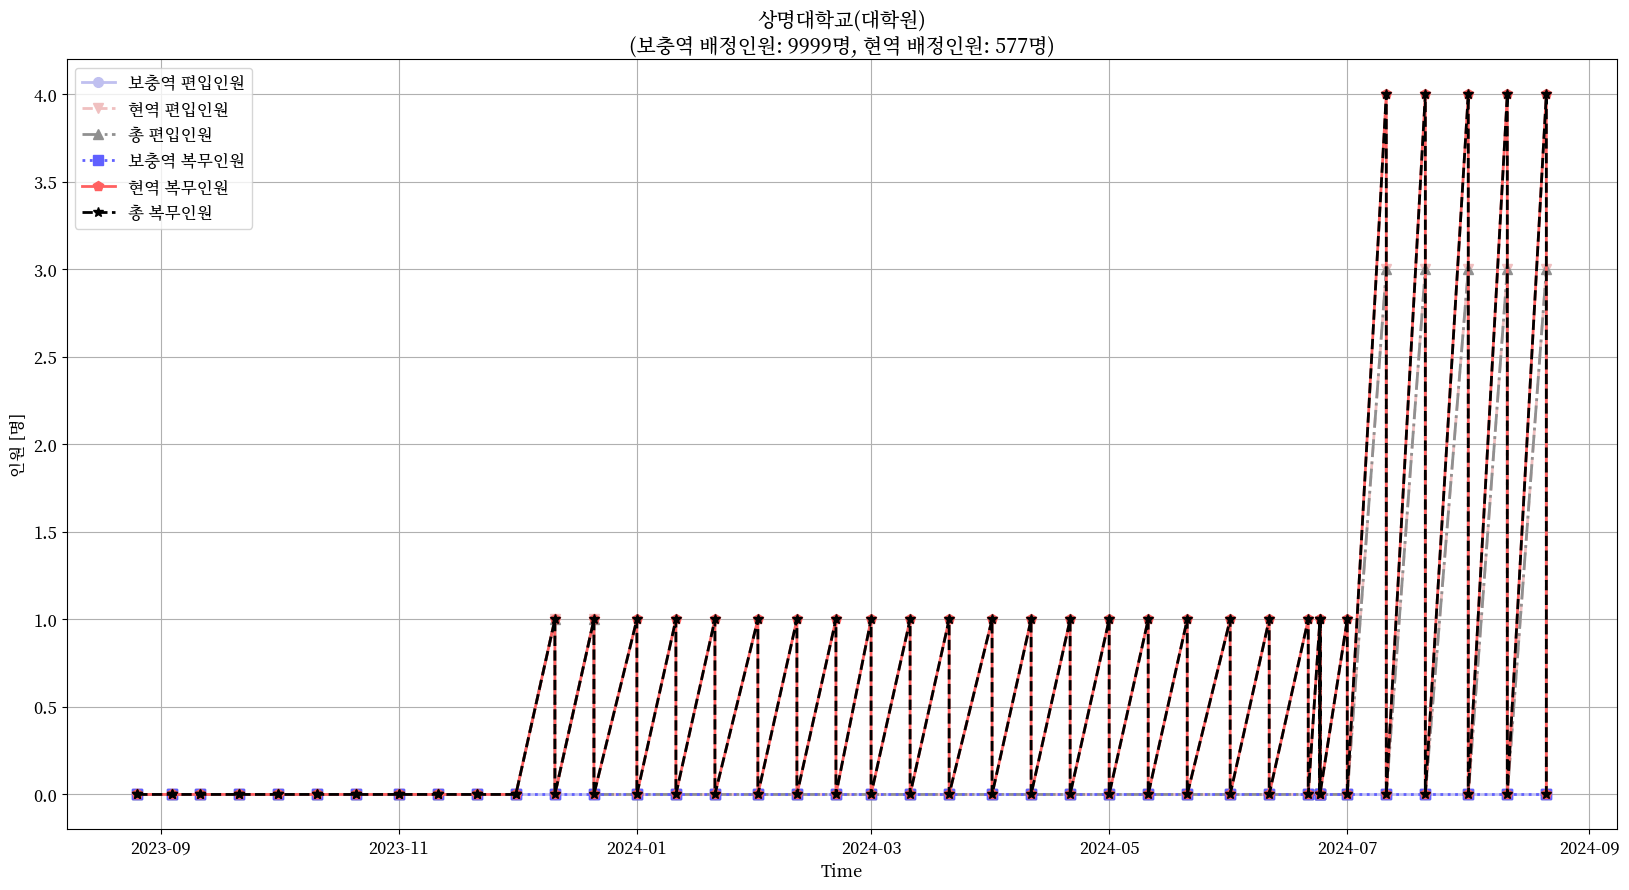 상명대학교(대학원)
(보충역 배정인원: 9999명, 현역 배정인원: 577명)
보충역 편입인원
현역 편입인원
총 편입인원
보충역 복무인원
현역 복무인원
총 복무인원
4.0
3.5
3.0
2.5
2.0
1.5
1.0
0.5
0.0
인원 [명]
2023-09 2023-11 2024-01 2024-03 2024-05 2024-07 2024-09
Time